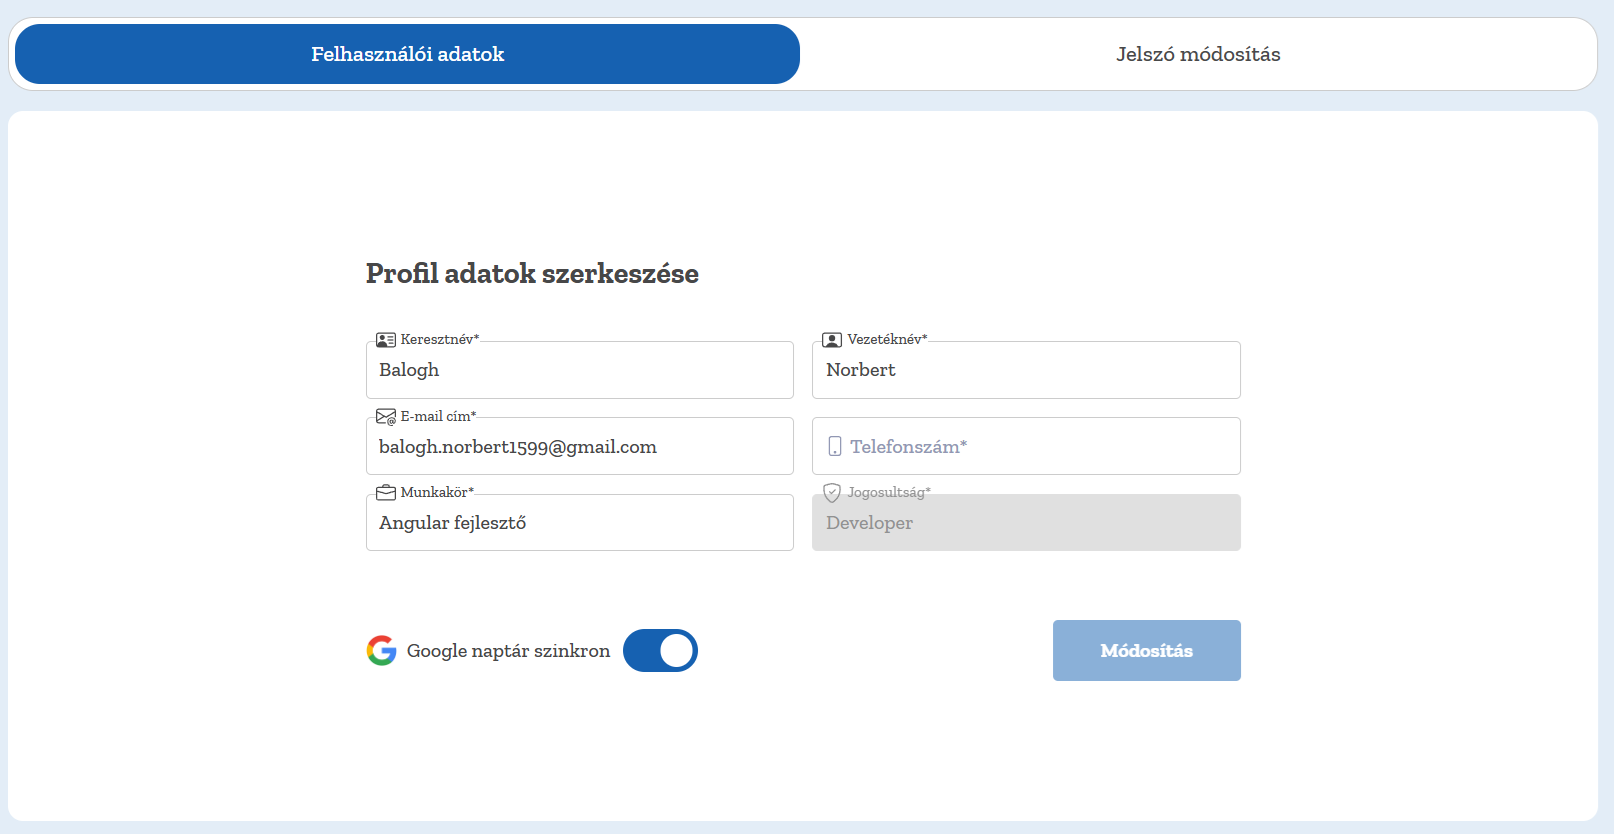 Felhasználói adatok
Jelszó módosítás
Profil adatok szerkeszése
Keresztnév*
Balogh
Vezetéknév*
Norbert
E-mail cím*
balogh.norbert1599@gmail.com
Telefonszám*
Munkakör*
Angular fejlesztő
Jogosultság*
Developer
Google naptár szinkron
Módosítás